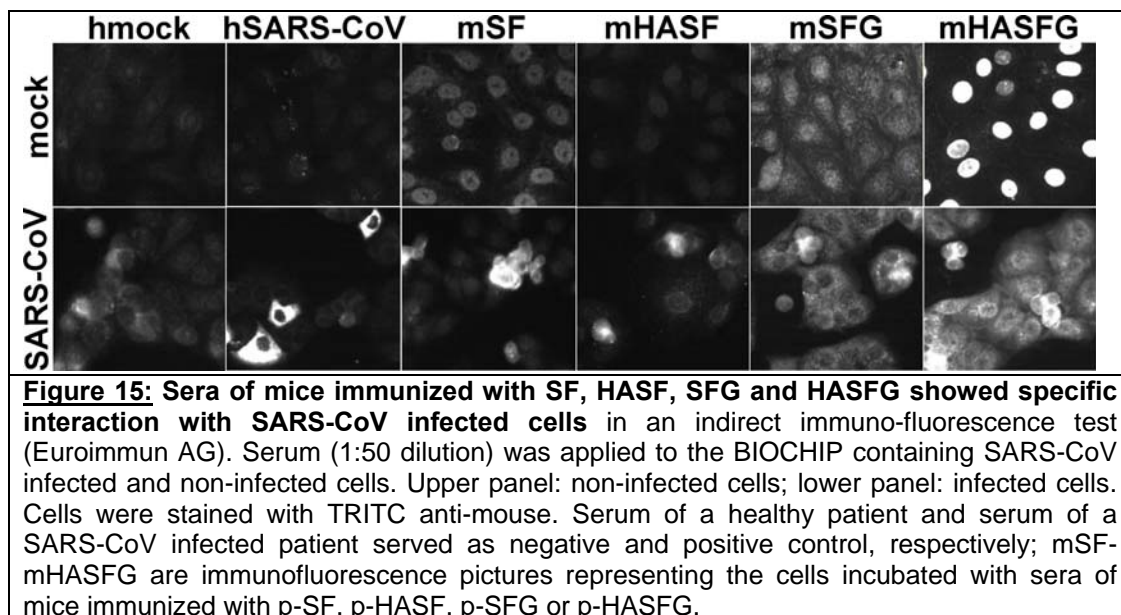 hmock hSARS-CoV mSF mHASF mSFG mHASFG
mock
SARS-CoV
Figure 15: Sera of mice immunized with SF, HASF, SFG and HASFG showed specific
interaction with SARS-CoV infected cells in an indirect immuno-fluorescence test
(Euroimmun AG). Serum (1:50 dilution) was applied to the BIOCHIP containing SARS-CoV
infected and non-infected cells. Upper panel: non-infected cells; lower panel: infected cells.
Cells were stained with TRITC anti-mouse. Serum of a healthy patient and serum of a
SARS-CoV infected patient served as negative and positive control, respectively; mSF-
mHASFG are immunofluorescence pictures representing the cells incubated with sera of
mice immunized with p-SF, p-HASF, p-SFG or p-HASFG.